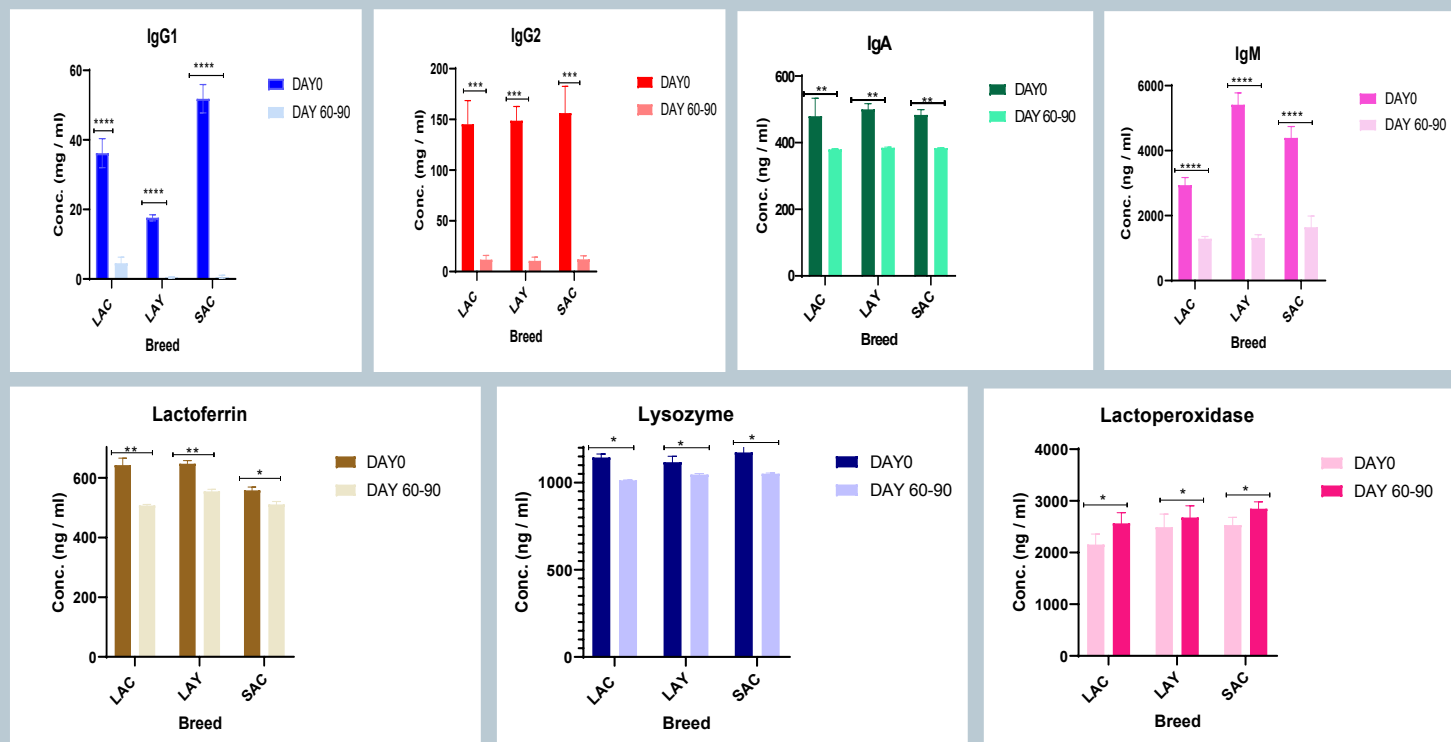 IgG1
Conc. (mg / ml)
60
40
20
0
****
****
****
DAY0
DAY 60-90
LAC
LAY
SAC
Breed
IgG2
Conc. (mg / ml)
200
150
100
50
0
***
***
***
DAY0
DAY 60-90
LAC
LAY
SAC
Breed
IgA
Conc. (ng / ml)
600
400
200
0
**
**
**
DAY0
DAY 60-90
LAC
LAY
SAC
Breed
IgM
Conc. (ng / ml)
6000
4000
2000
0
****
****
****
DAY0
DAY 60-90
LAC
LAY
SAC
Breed
Lactoferrin
Conc. (ng / ml)
600
400
200
0
**
**
*
DAY0
DAY 60-90
LAC
LAY
SAC
Breed
Lysozyme
Conc. (ng / ml)
1000
500
0
*
*
*
DAY0
DAY 60-90
LAC
LAY
SAC
Breed
Lactoperoxidase
Conc. (ng / ml)
4000
3000
2000
1000
0
*
*
*
DAY0
DAY 60-90
LAC
LAY
SAC
Breed